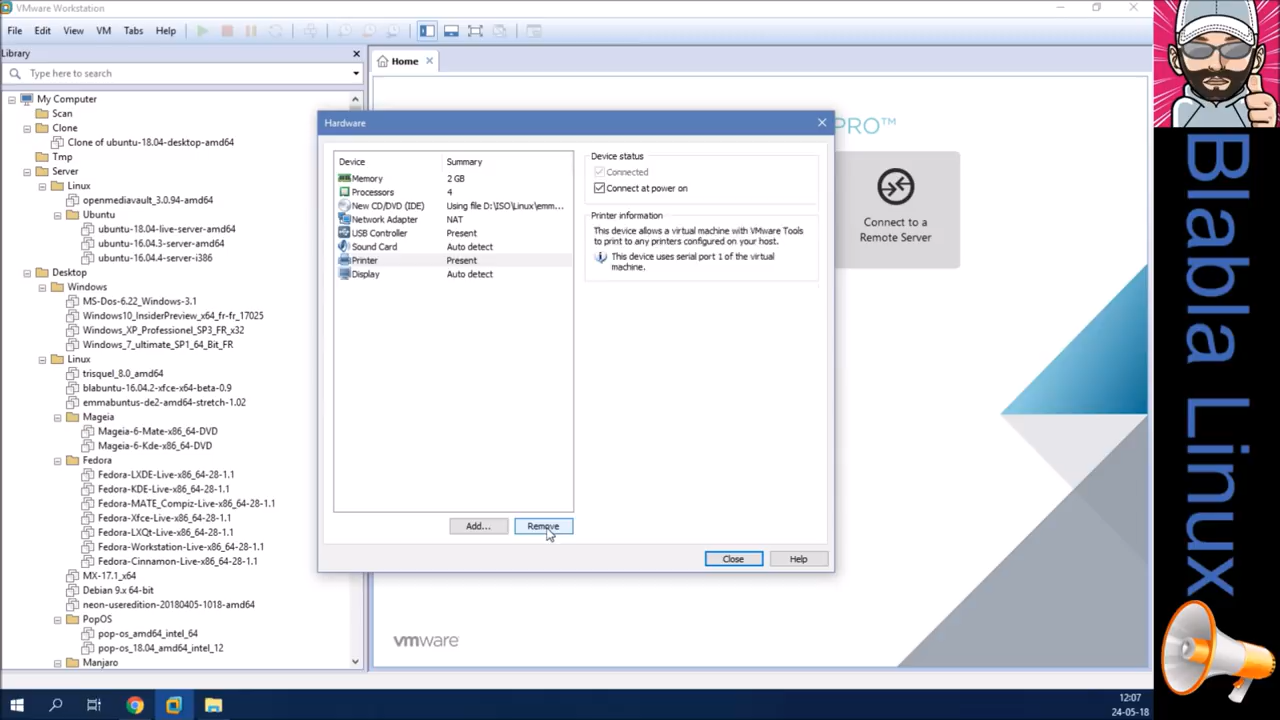 VMware Workstation
File Edit View VM Tabs Help
Library
Type here to search
My Computer
Scan
Clone
Clone of ubuntu-18.04-desktop-amd64
Tmp
Server
Linux
openmediavault_3.0.94-amd64
Ubuntu
ubuntu-18.04-live-server-amd64
ubuntu-16.04.3-server-amd64
ubuntu-16.04.4-server-i386
Desktop
Windows
MS-Dos-6.22_Windows-3.1
Windows10_InsiderPreview_x64_fr-fr_17025
Windows_XP_Professionel_SP3_FR_x32
Windows_7_ultimate_SP1_64_Bit_FR
Linux
trisquel_8.0_amd64
blabuntu-16.04.2-xfce-x64-beta-0.9
emmabuntus-de2-amd64-stretch-1.02
Mageia
Mageia-6-Mate-x86_64-DVD
Mageia-6-Kde-x86_64-DVD
Fedora
Fedora-LXDE-Live-x86_64-28-1.1
Fedora-KDE-Live-x86_64-28-1.1
Fedora-MATE_Compiz-Live-x86_64-28-1.1
Fedora-Xfce-Live-x86_64-28-1.1
Fedora-LXQt-Live-x86_64-28-1.1
Fedora-Workstation-Live-x86_64-28-1.1
Fedora-Cinnamon-Live-x86_64-28-1.1
MX-17.1_x64
Debian 9.x 64-bit
neon-useredition-20180405-1018-amd64
PopOS
pop-os_amd64_intel_64
pop-os_18.04_amd64_intel_12
Manjaro
Home
PRO™
Connect to a
Remote Server
vmware
Hardware
Device Summary
Memory 2 GB
Processors 4
New CD/DVD (IDE) Using file D:\ISO\Linux\emm...
Network Adapter NAT
USB Controller Present
Sound Card Auto detect
Printer Present
Display Auto detect
Add... Remove
Device status
Connected
Connect at power on
Printer information
This device allows a virtual machine with VMware Tools
to print to any printers configured on your host.
This device uses serial port 1 of the virtual
machine.
Close Help
12:07
24-05-18
Blabla Linux